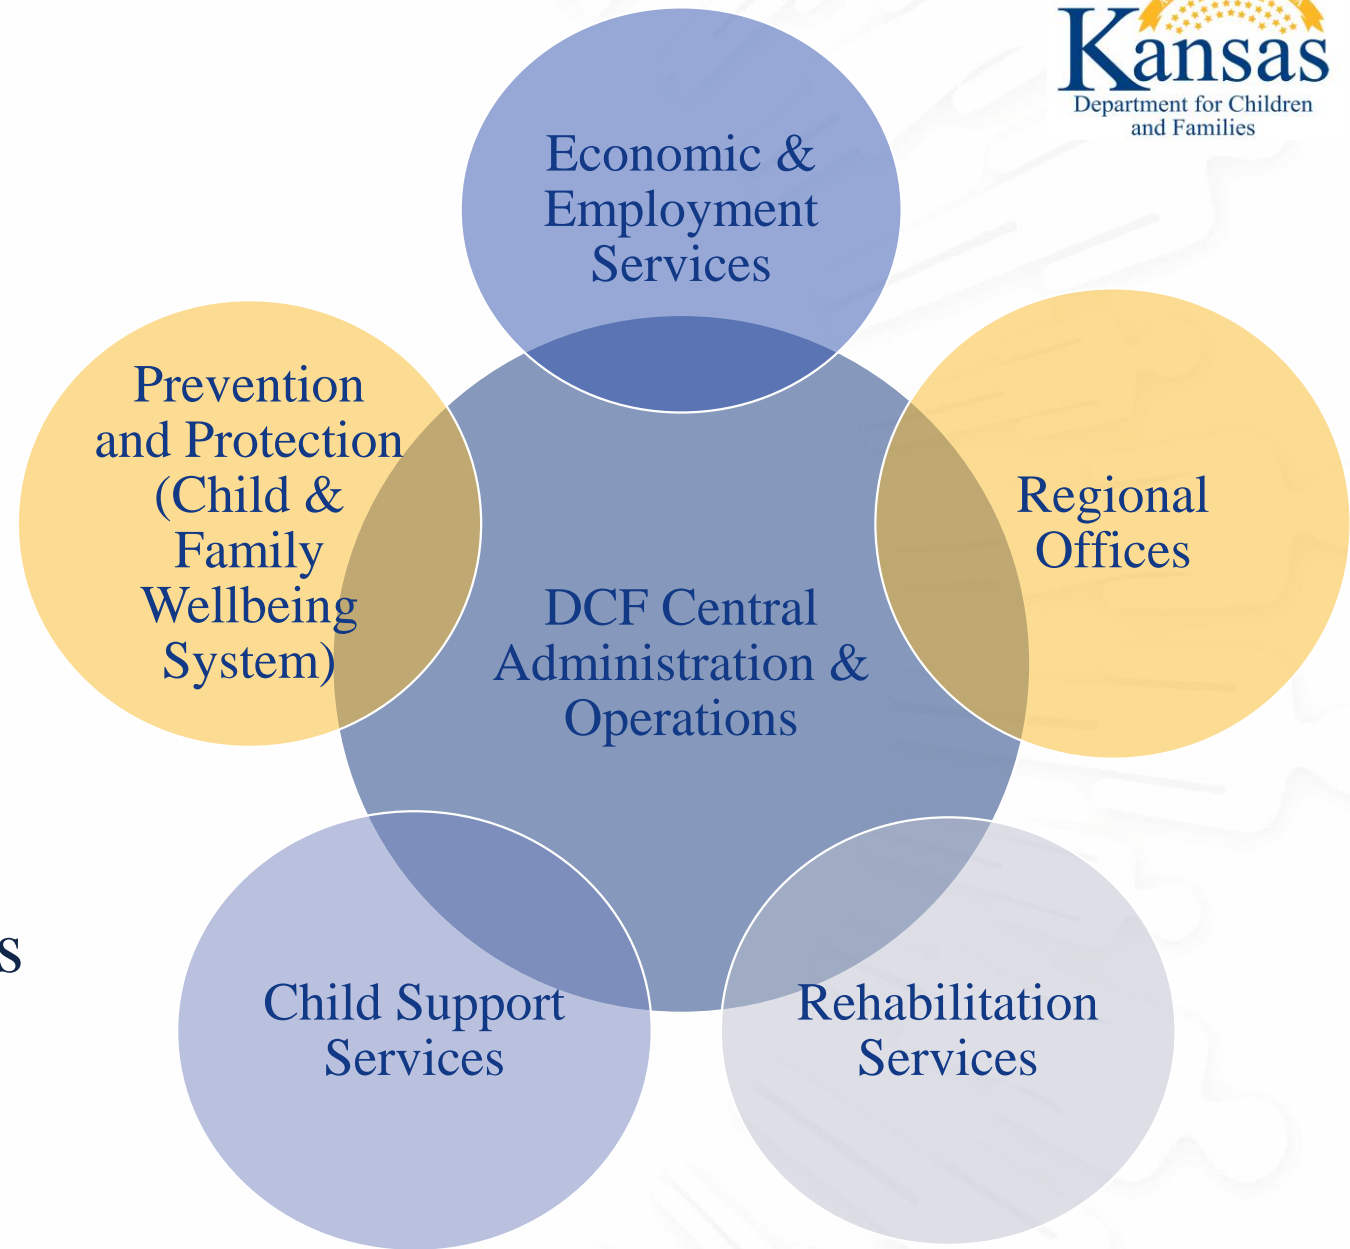 Kansas
Department for Children
and Families
Economic &
Employment
Services
Prevention
and Protection
(Child &
Family
Wellbeing
System)
Regional
Offices
DCF Central
Administration &
Operations
s
Child Support
Services
Rehabilitation
Services